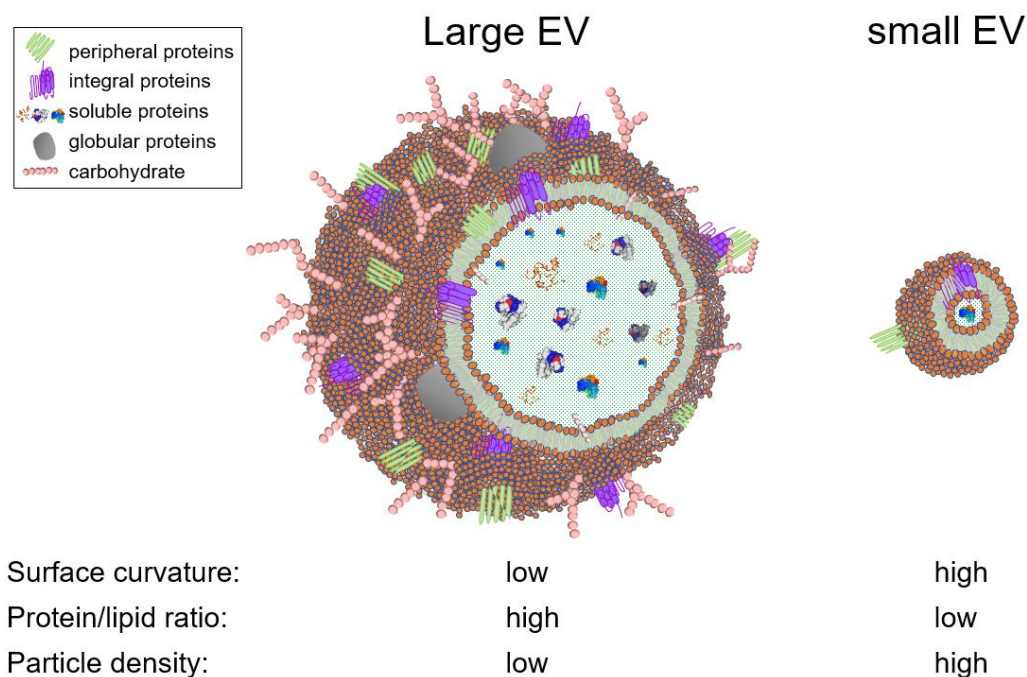 Large EV
small EV
peripheral proteins
integral proteins
soluble proteins
globular proteins
carbohydrate
Surface curvature: low high
Protein/lipid ratio: high low
Particle density: low high